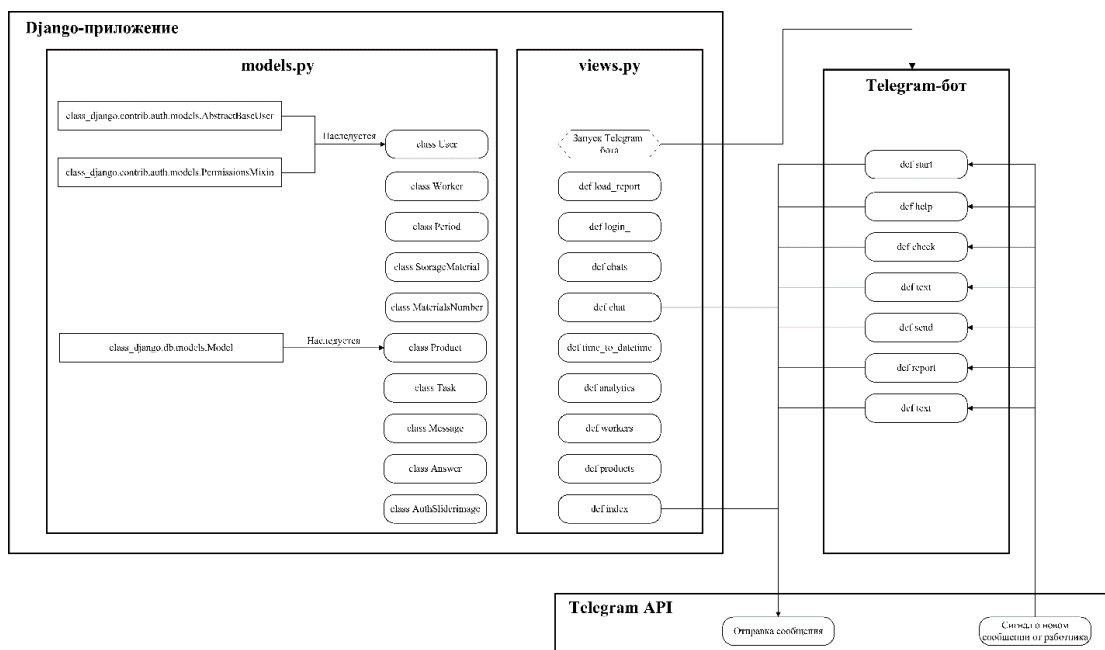 Django-приложение
models.py
class_django.contrib.auth.models.AbstractBaseUser
class_django.contrib.auth.models.PermissionsMixin
Наследуется
class User
class Worker
class Period
class StorageMaterial
class MaterialsNumber
class_django.db.models.Model
Наследуется
class Product
class Task
class Message
class Answer
class AuthSliderimage
views.py
Запуск Telegram
бота
def load_report
def login_
def chats
def chat
def time_to_datetime
def analytics
def workers
def products
def index
Telegram-бот
def start
def help
def check
def text
def send
def report
def text
Telegram API
Отправка сообщения
Сигнал о новом
сообщении от работника